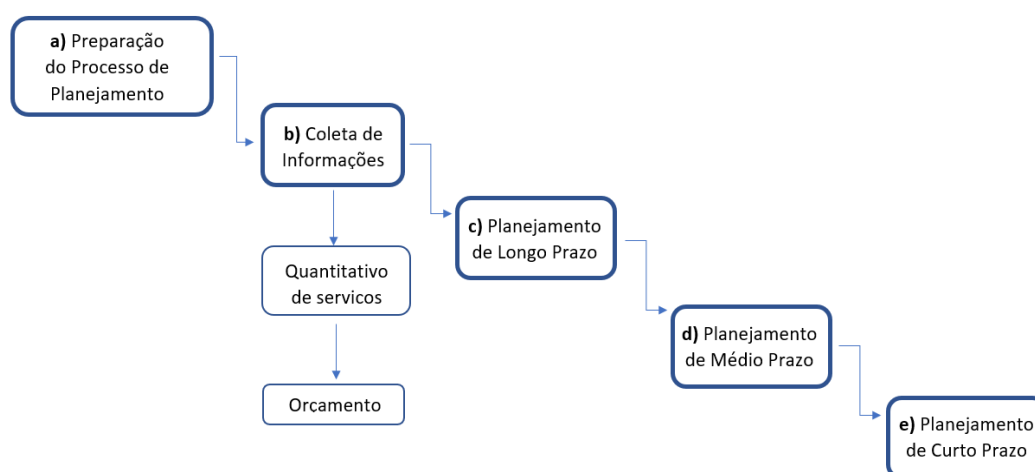 a) Preparação
do Processo de
Planejamento
b) Coleta de
Informações
c) Planejamento
de Longo Prazo
Quantitativo
de servicos
d) Planejamento
de Médio Prazo
Orcamento
e) Planejamento
de Curto Prazo